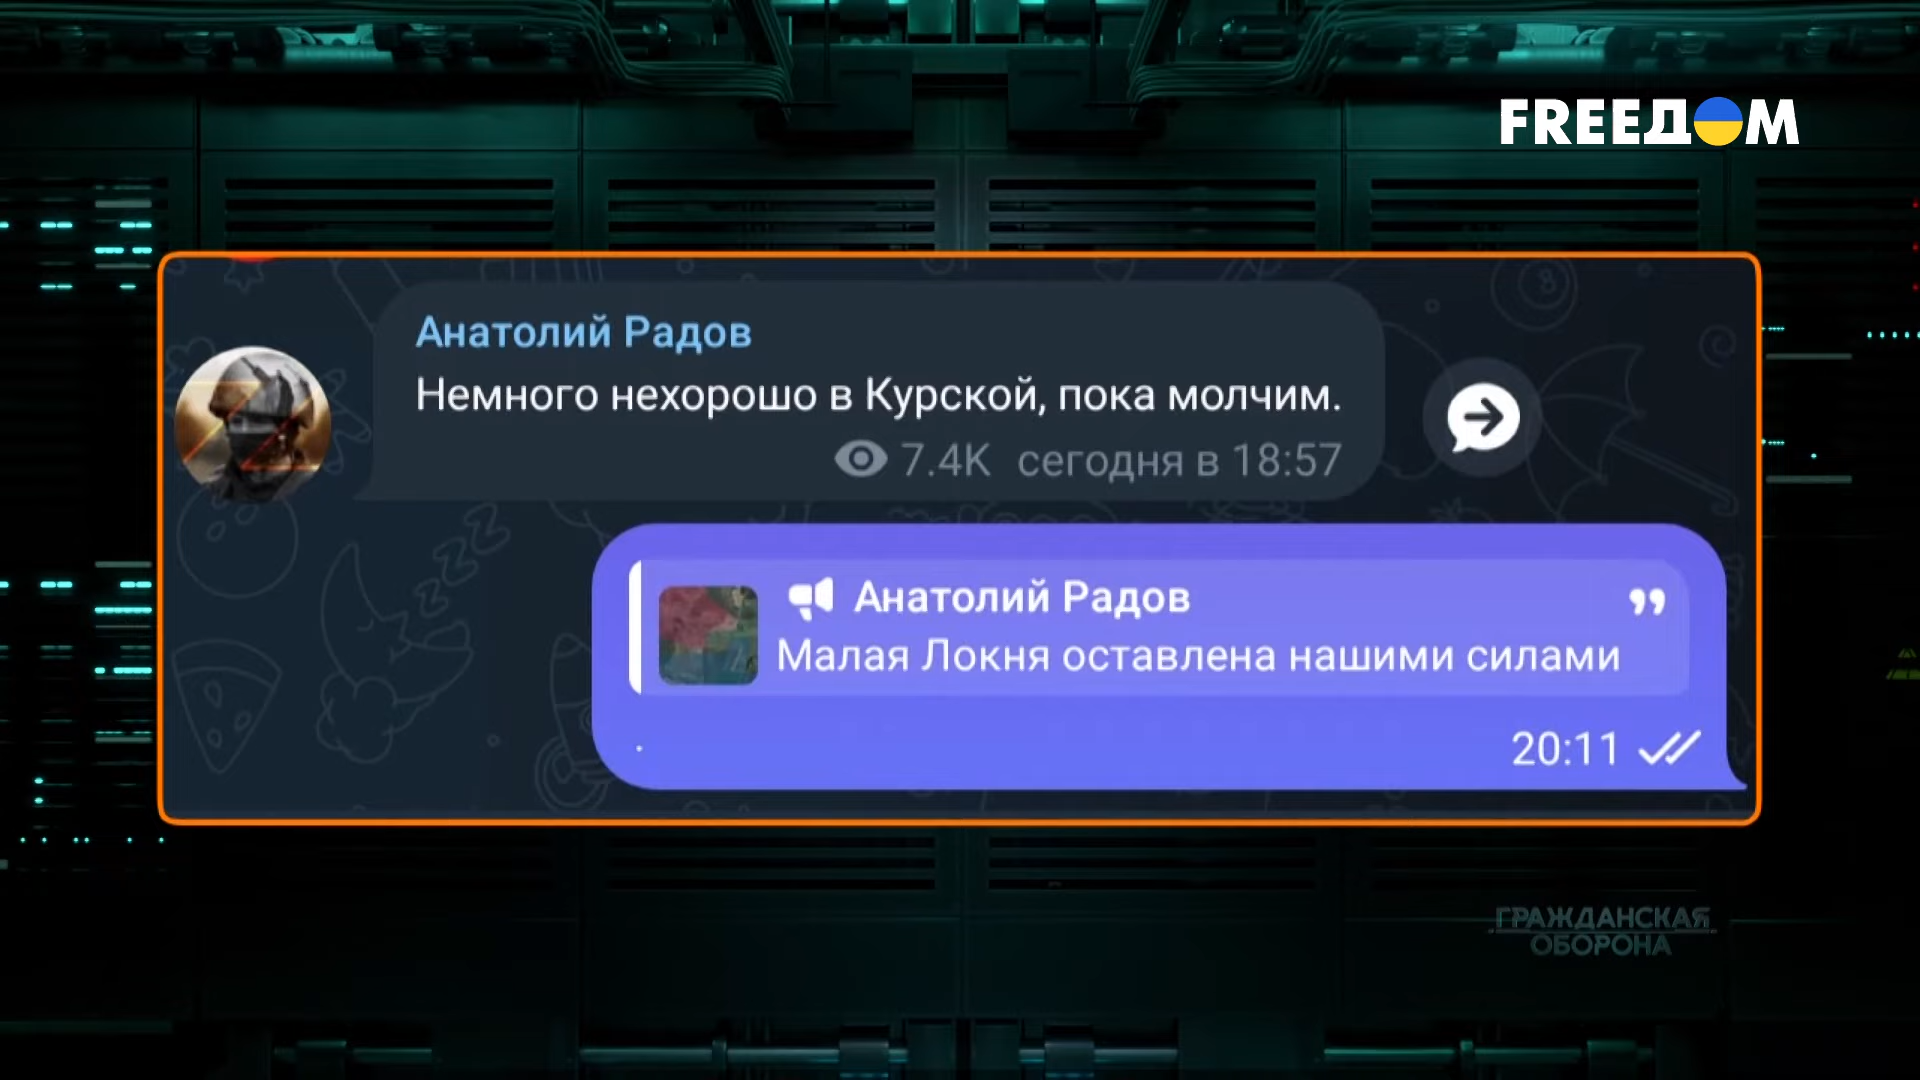 FREEДОМ
Анатолий Радов
Немного нехорошо в Курской, пока молчим.
7.4K сегодня в 18:57
Анатолий Радов
Малая Локня оставлена нашими силами
.
20:11
ГРАЖДАНСКАЯ
ОБОРОНА